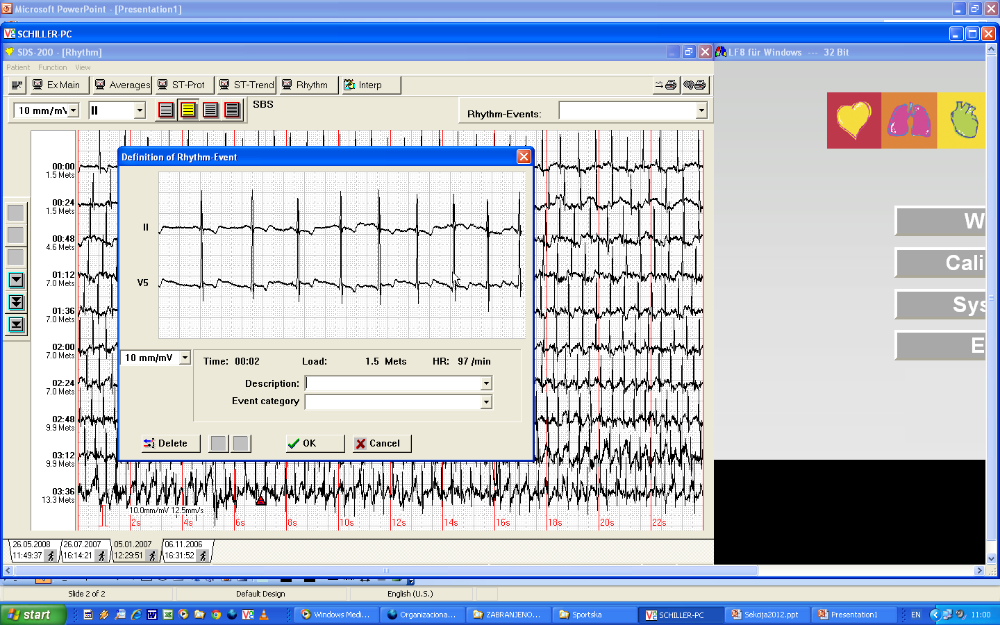 Microsoft PowerPoint - [Presentation1]
SCHILLER-PC
SDS-200 - [Rhythm]
LF8 für Windows --- 32 Bit
Patient Function View
Ex Main Averages ST-Prot ST-Trend Rhythm Interp
10 mm/m\ II SBS Rhythm-Events:
Definition of Rhythm-Event
00:00
1.5 Mets
00:24
1.5 Mets
00:48
4.6 Mets
01:12
7.0 Mets
01:36
7.0 Mets
02:00
7.0 Mets
02:24
7.0 Mets
02:48
9.9 Mets
03:12
9.9 Mets
03:36
13.3 Mets
II
V5
10 mm/mV
Time: 00:02 Load: 1.5 Mets HR: 97 /min
Description:
Event category
Delete OK Cancel
W
Cali
Sys
E
10.0mm/mV 12.5mm/s
2s 4s 6s 8s 10s 12s 14s 16s 18s 20s 22s
26.05.2008 26.07.2007 05.01.2007 06.11.2006
11:49:37 16:14:21 12:29:51 16:31:52
Slide 2 of 2 Default Design English (U.S.)
start Windows Medi... Organizaciona... ZABRANJENO... Sportska SCHILLER-PC Sekcija2012.ppt Presentation1 EN 11:00